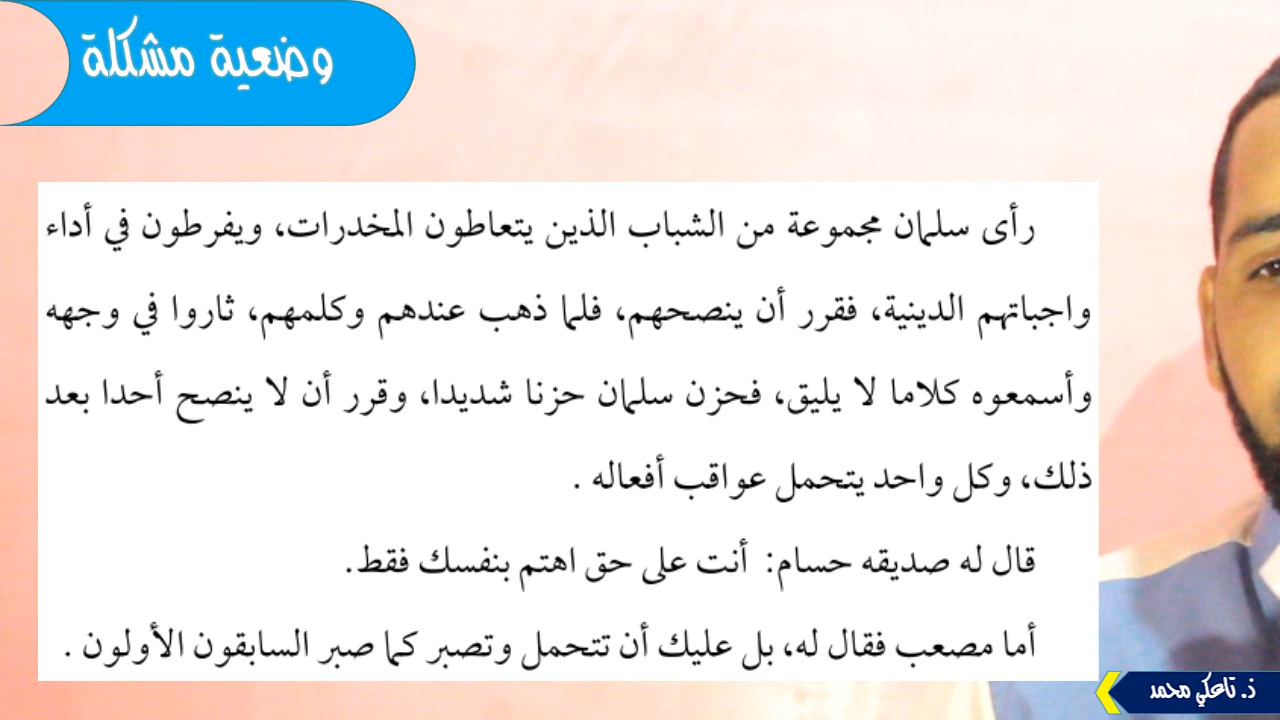 وضعية مشكلة
رأى سلمان مجموعة من الشباب الذين يتعاطون المخدرات، ويفرطون في أداء
واجباتهم الدينية، فقرر أن ينصحهم، فلما ذهب عندهم وكلمهم، ثاروا في وجهه
وأسمعوه كلاما لا يليق، فحزن سلمان حزنا شديدا، وقرر أن لا ينصح أحدا بعد
ذلك، وكل واحد يتحمل عواقب أفعاله .
قال له صديقه حسام: أنت على حق اهتم بنفسك فقط.
أما مصعب فقال له، بل عليك أن تتحمل وتصبر كما صبر السابقون الأولون .
ذ. تاعكي محمد